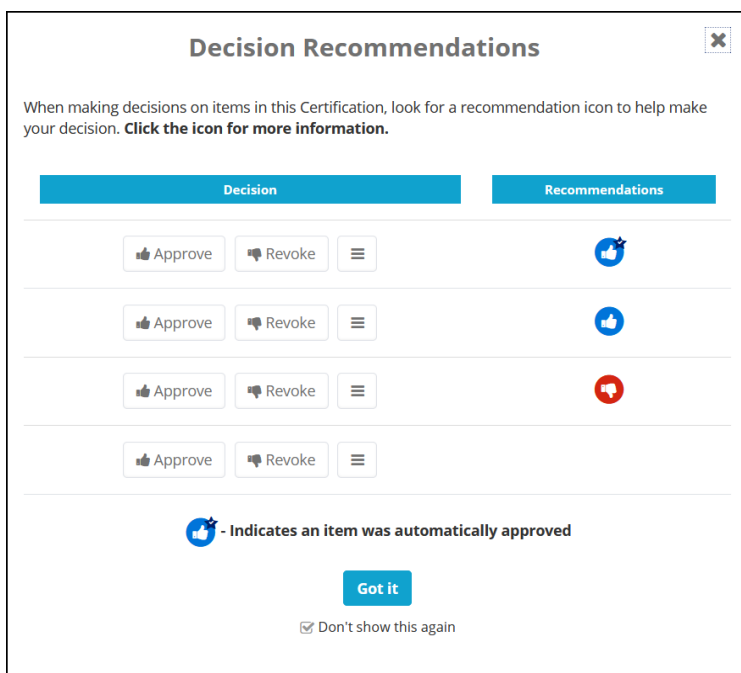 Decision Recommendations
When making decisions on items in this Certification, look for a recommendation icon to help make
your decision. Click the icon for more information.
Decision Recommendations
Approve Revoke
Approve Revoke
Approve Revoke
Approve Revoke
- Indicates an item was automatically approved
Got it
Don't show this again